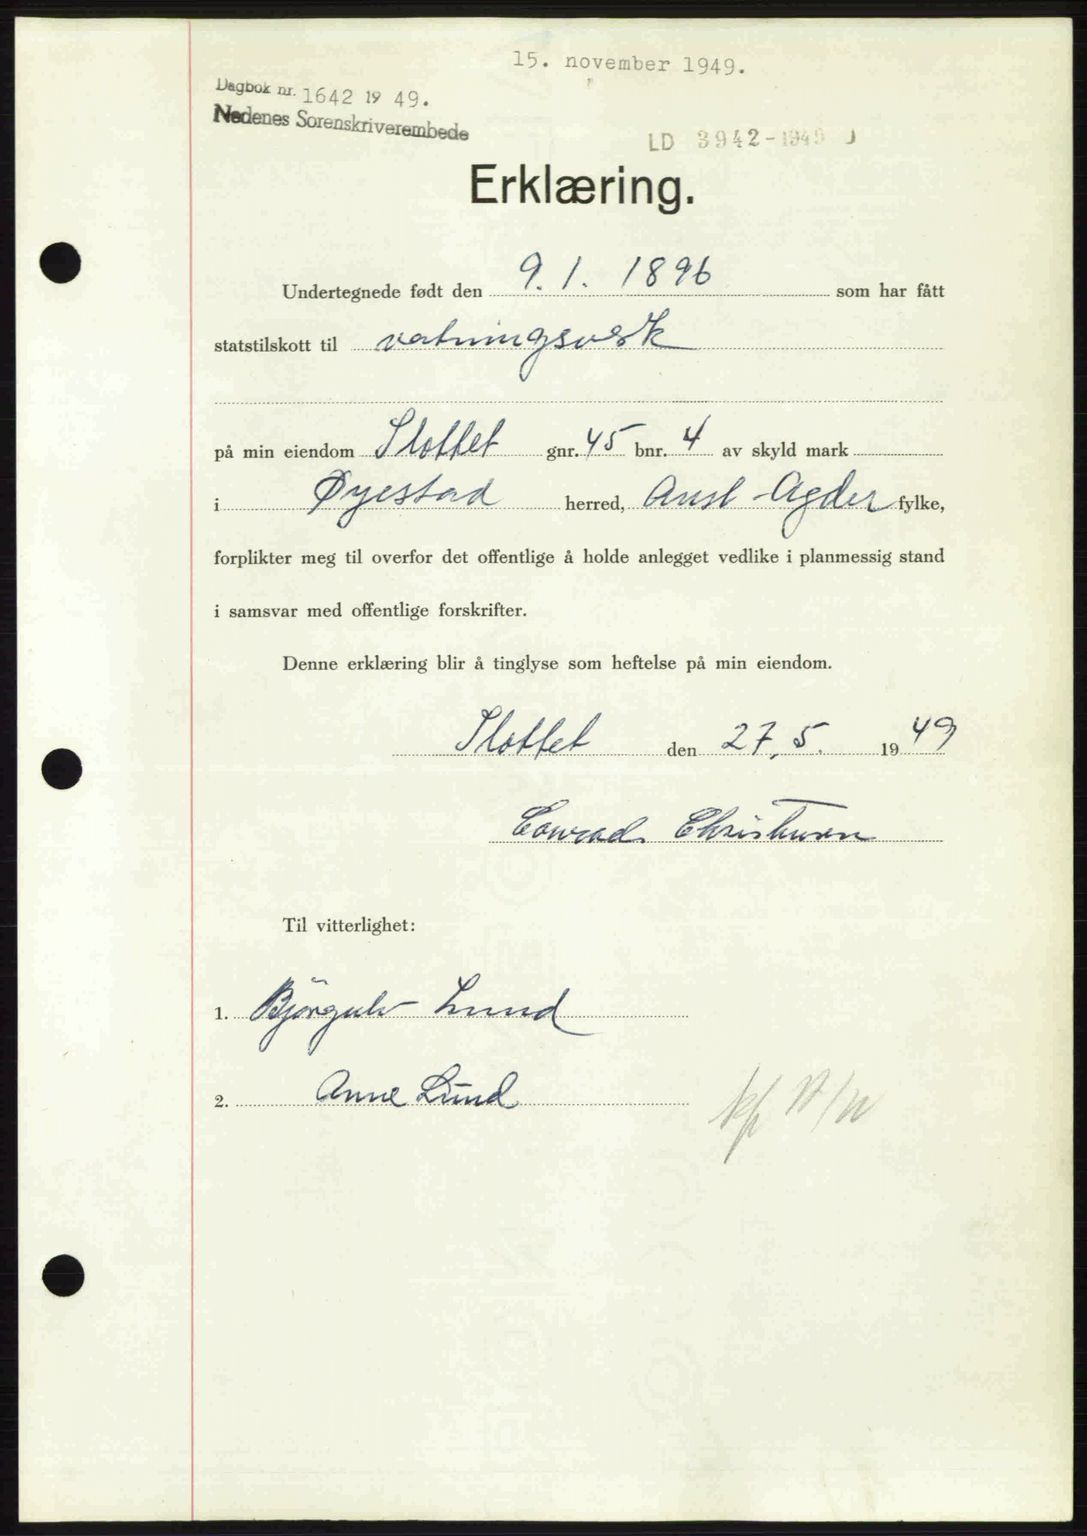 15. november 1949.
Dagbok nr. 1642 19 49.
Nedenes Sorenskriverembede
LD 3942-1949
Erklæring.
Undertegnede født den 9. 1. 1896 som har fått
statstilskott til vatningsverk
på min eiendom Slottet gnr. 45 bnr. 4 av skyld mark
i Øyestad herred, Aust-Agder fylke,
forplikter meg til overfor det offentlige å holde anlegget vedlike i planmessig stand
i samsvar med offentlige forskrifter.
Denne erklæring blir å tinglyse som heftelse på min eiendom.
Slottet den 27. 5. 1949
Conrad Christensen
Til vitterlighet:
1. Björgulv Lund
2. Anne Lund